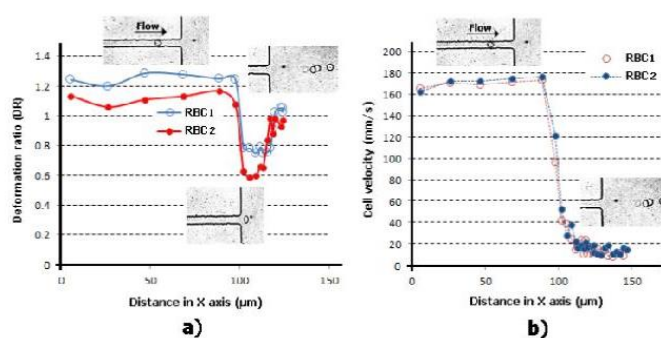 Flow
1.4
1.2
1
0.8
0.6
0.4
0.2
0
Deformation ratio (DR)
RBC1
RBC2
0 50 100 150
Distance in X axis (μm)
a)
Flow
200
180
160
140
120
100
80
60
40
20
0
Cell velocity (mm/s)
RBC1
RBC2
0 50 100 150
Distance in X axis (μm)
b)